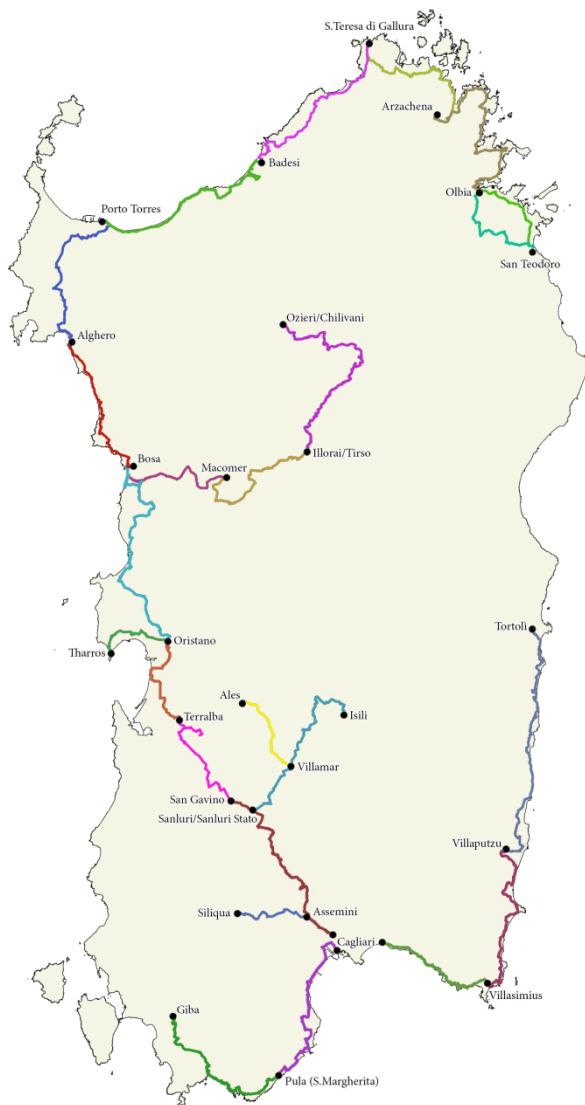 S.Teresa di Gallura
Arzachena
Badesi
Olbia
Porto Torres
San Teodoro
Ozieri/Chilivani
Alghero
Bosa
Macomer
Illorai/Tirso
Tortolì
Oristano
Tharros
Ales
Isili
Terralba
Villamar
San Gavino
Sanluri/Sanluri Stato
Villaputzu
Siliqua
Assemini
Cagliari
Villasimius
Giba
Pula (S.Margherita)